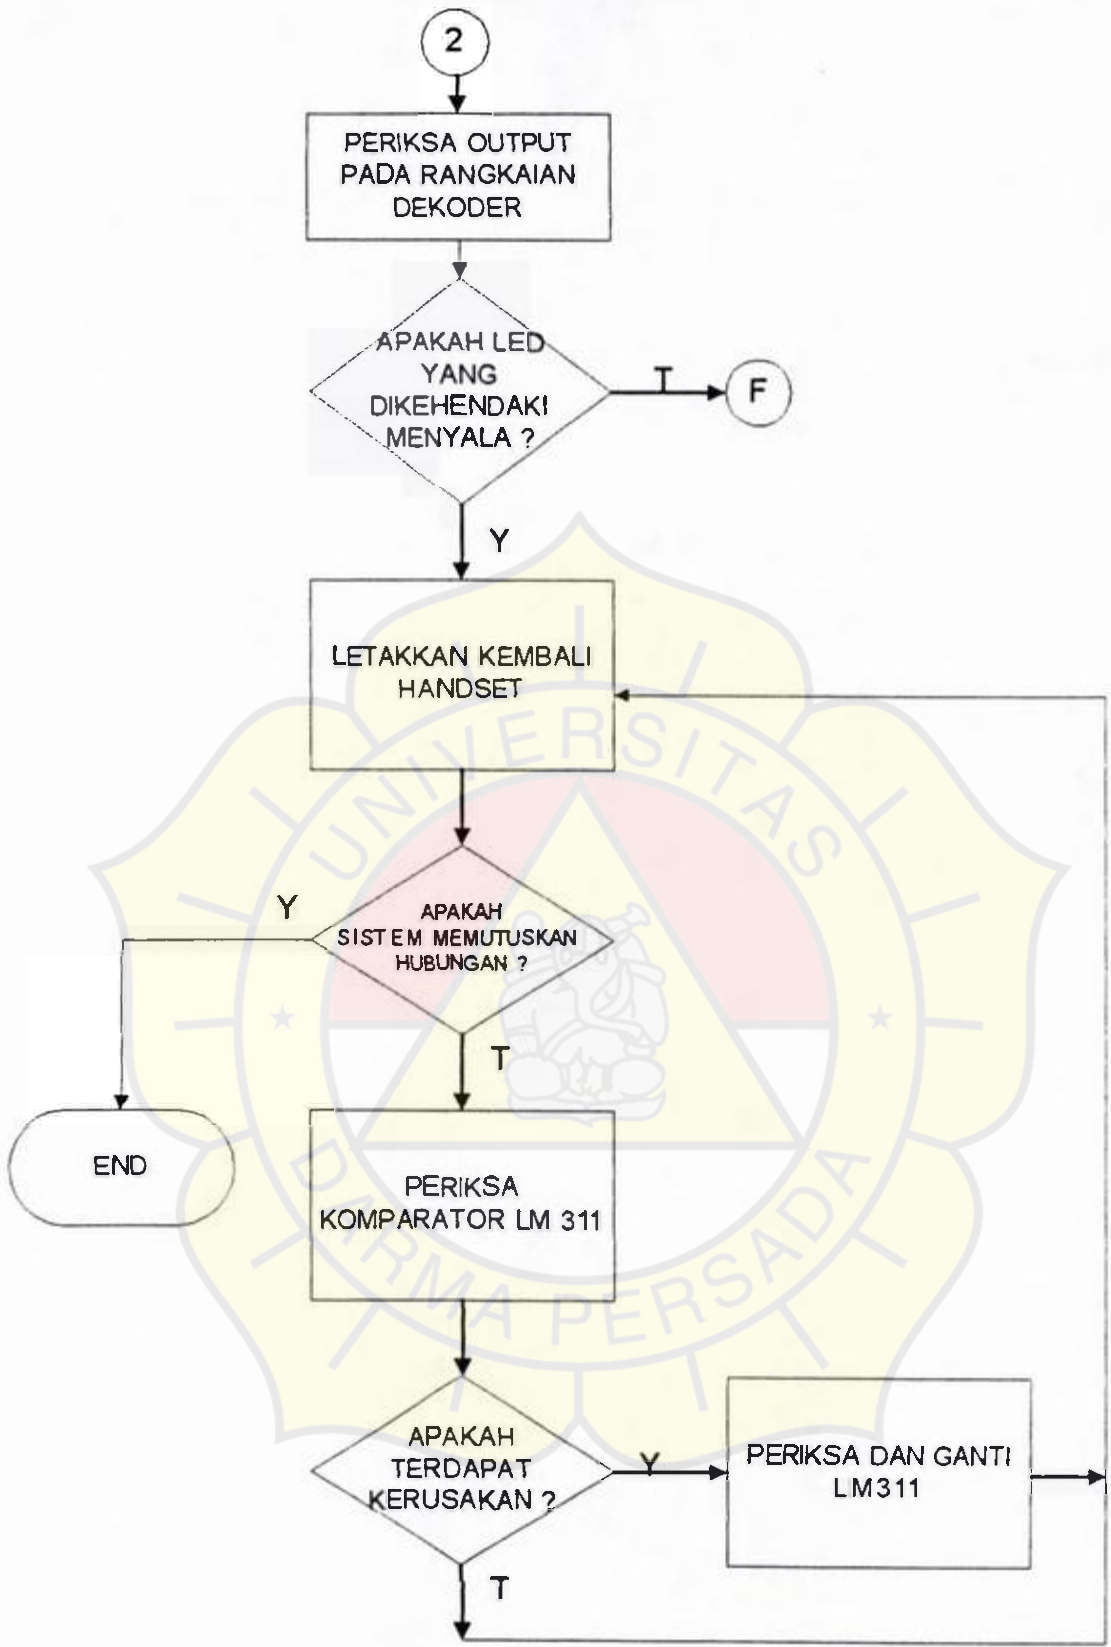 2
PERIKSA OUTPUT
PADA RANGKAIAN
DEKODER
APAKAH LED
YANG
DIKEHENDAKI
MENYALA ?
T
F
Y
LETAKKAN KEMBALI
HANDSET
UNIVERSITAS
Y
APAKAH
SISTEM MEMUTUSKAN
HUBUNGAN ?
T
END
PERIKSA
KOMPARATOR LM 311
DARMA PERSADA
APAKAH
TERDAPAT
KERUSAKAN ?
Y
PERIKSA DAN GANTI
LM311
T